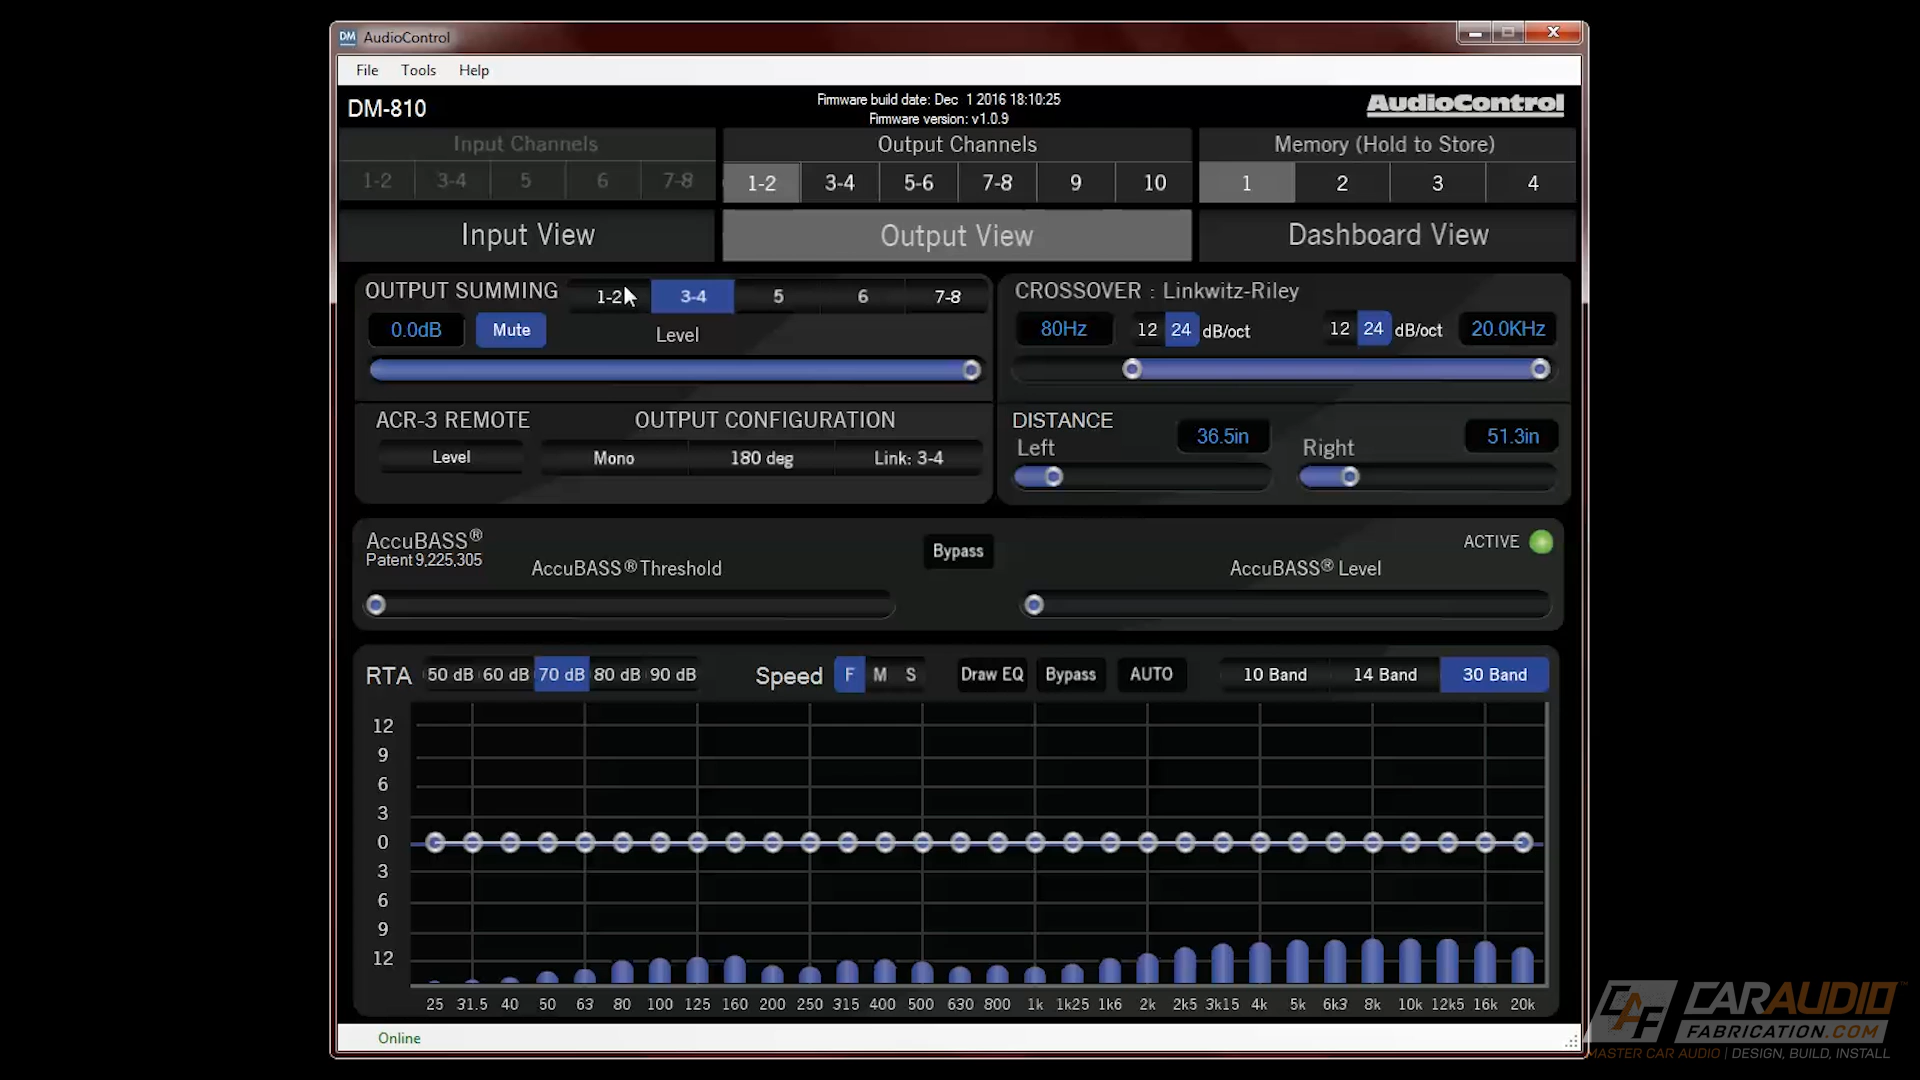 DM AudioControl
File Tools Help
DM-810
Firmware build date: Dec 1 2016 18:10:25
Firmware version: v1.0.9
AudioControl
Input Channels
1-2 3-4 5 6 7-8
Output Channels
1-2 3-4 5-6 7-8 9 10
Memory (Hold to Store)
1 2 3 4
Input View
Output View
Dashboard View
OUTPUT SUMMING 1-2 3-4 5 6 7-8
0.0dB Mute Level
CROSSOVER : Linkwitz-Riley
80Hz 12 24 dB/oct 12 24 dB/oct 20.0KHz
ACR-3 REMOTE
Level
OUTPUT CONFIGURATION
Mono 180 deg Link: 3-4
DISTANCE
Left 36.5in Right 51.3in
AccuBASS®
Patent 9,225,305
AccuBASS® Threshold
Bypass
ACTIVE
AccuBASS® Level
RTA 50 dB 60 dB 70 dB 80 dB 90 dB Speed F M S Draw EQ Bypass AUTO 10 Band 14 Band 30 Band
12
9
6
3
0
3
6
9
12
25 31.5 40 50 63 80 100 125 160 200 250 315 400 500 630 800 1k 1k25 1k6 2k 2k5 3k15 4k 5k 6k3 8k 10k 12k5 16k 20k
Online
CAF CARAUDIO™
FABRICATION.COM
MASTER CAR AUDIO | DESIGN, BUILD, INSTALL